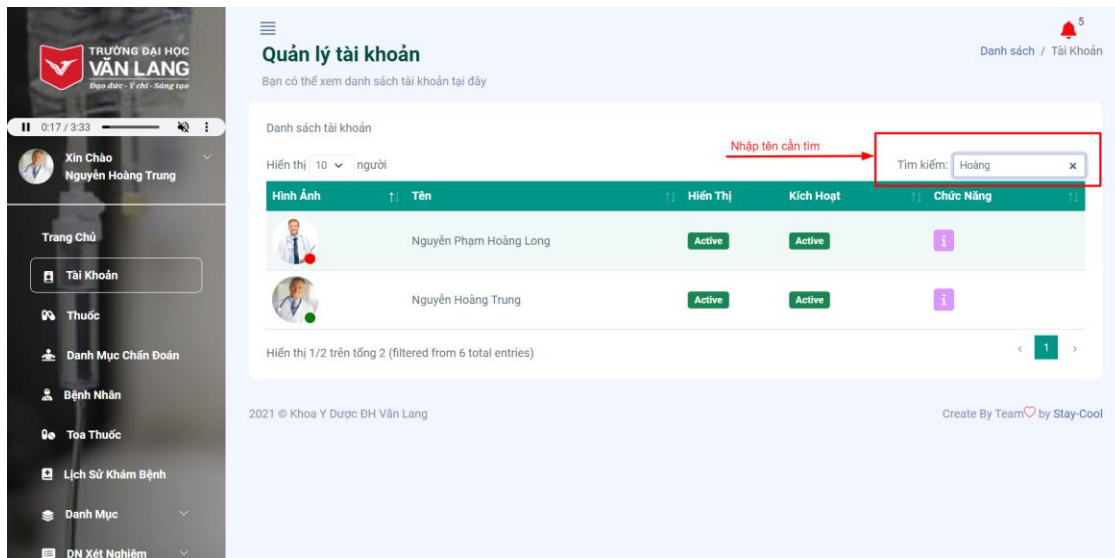 TRƯỜNG ĐẠI HỌC
VĂN LANG
Đạo đức - Ý chí - Sáng tạo
0:17 / 3:33
Xin Chào
Nguyễn Hoàng Trung
Trang Chủ
Tài Khoản
Thuốc
Danh Mục Chẩn Đoán
Bệnh Nhân
Toa Thuốc
Lịch Sử Khám Bệnh
Danh Mục
DN Xét Nghiệm
5
Quản lý tài khoản
Danh sách / Tài Khoản
Bạn có thể xem danh sách tài khoản tại đây
Danh sách tài khoản
Nhập tên cần tìm
Hiển thị 10 người
Tìm kiếm: Hoàng
Hình Ảnh Tên Hiển Thị Kích Hoạt Chức Năng
Nguyễn Phạm Hoàng Long Active Active i
Nguyễn Hoàng Trung Active Active i
Hiển thị 1/2 trên tổng 2 (filtered from 6 total entries)
‹ 1 ›
2021 © Khoa Y Dược ĐH Văn Lang
Create By Team♡ by Stay-Cool